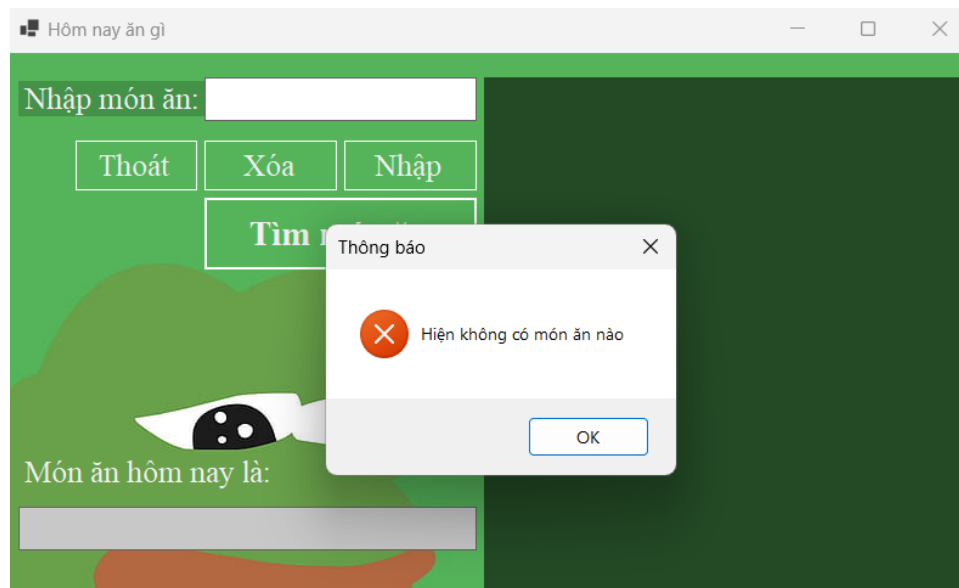 Hôm nay ăn gì
Nhập món ăn:
Thoát
Xóa
Nhập
Tìm
Thông báo
Hiện không có món ăn nào
OK
Món ăn hôm nay là: